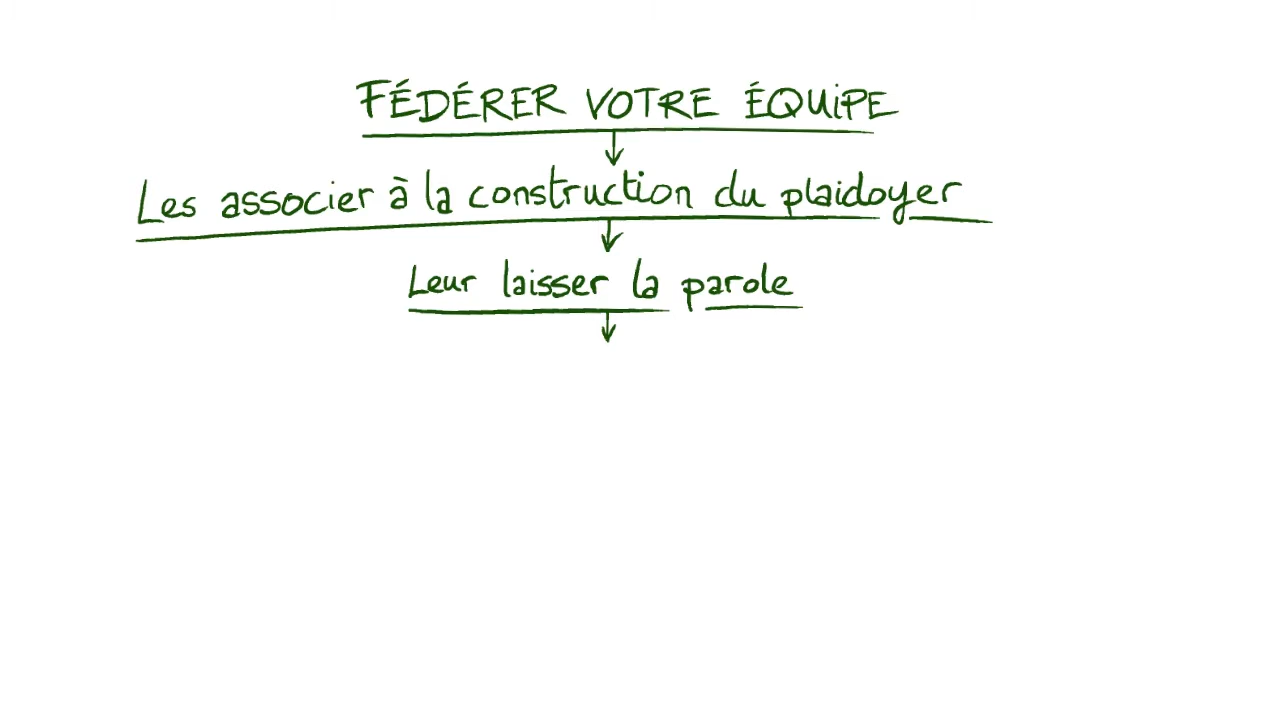 FÉDÉRER VOTRE ÉQUIPE
Les associer à la construction du plaidoyer
Leur laisser la parole